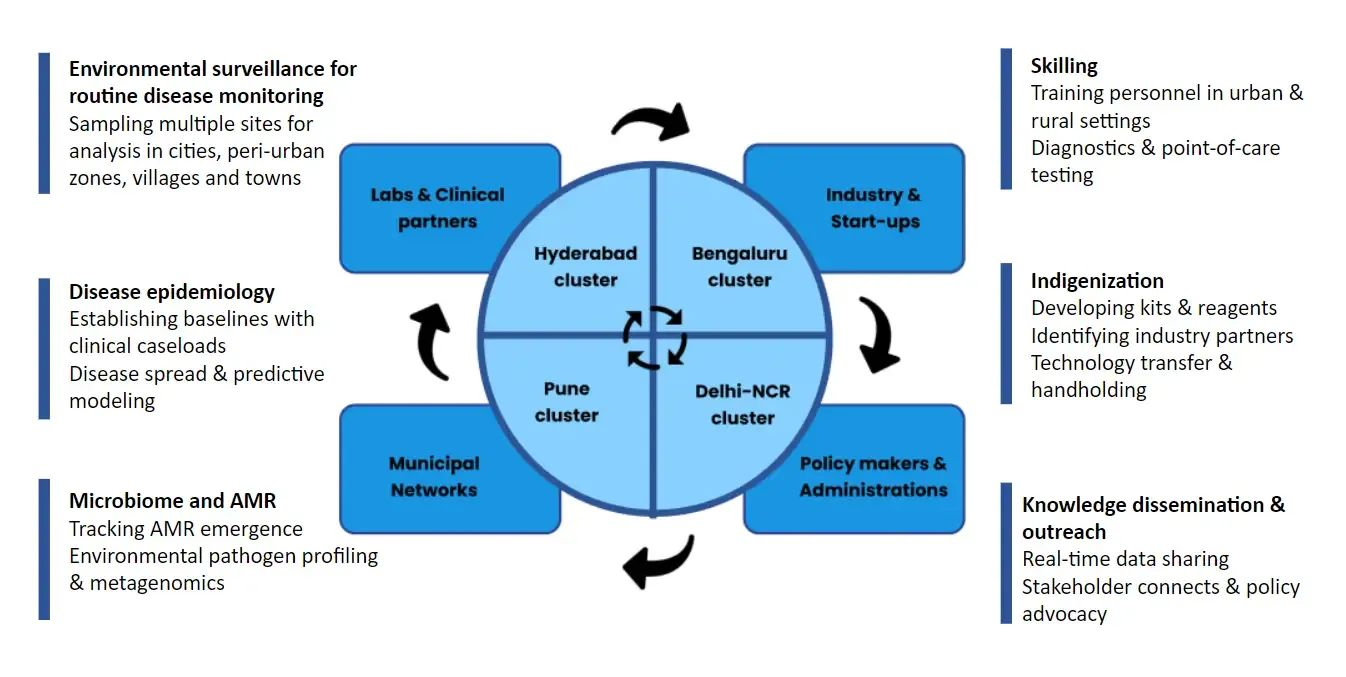 Environmental surveillance for
routine disease monitoring
Sampling multiple sites for
analysis in cities, peri-urban
zones, villages and towns
Disease epidemiology
Establishing baselines with
clinical caseloads
Disease spread & predictive
modeling
Microbiome and AMR
Tracking AMR emergence
Environmental pathogen profiling
& metagenomics
Labs & Clinical
partners
Industry &
Start-ups
Hyderabad
cluster
Bengaluru
cluster
Pune
cluster
Delhi-NCR
cluster
Municipal
Networks
Policy makers &
Administrations
Skilling
Training personnel in urban &
rural settings
Diagnostics & point-of-care
testing
Indigenization
Developing kits & reagents
Identifying industry partners
Technology transfer &
handholding
Knowledge dissemination &
outreach
Real-time data sharing
Stakeholder connects & policy
advocacy